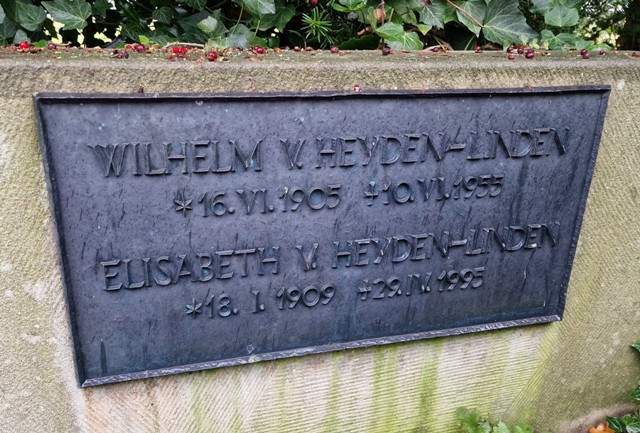 WILHELM V. HEYDEN-LINDEN
*16.VI.1905 +10.VI.1955
ELISABETH V. HEYDEN-LINDEN
*18.I.1909 +29.IV.1995